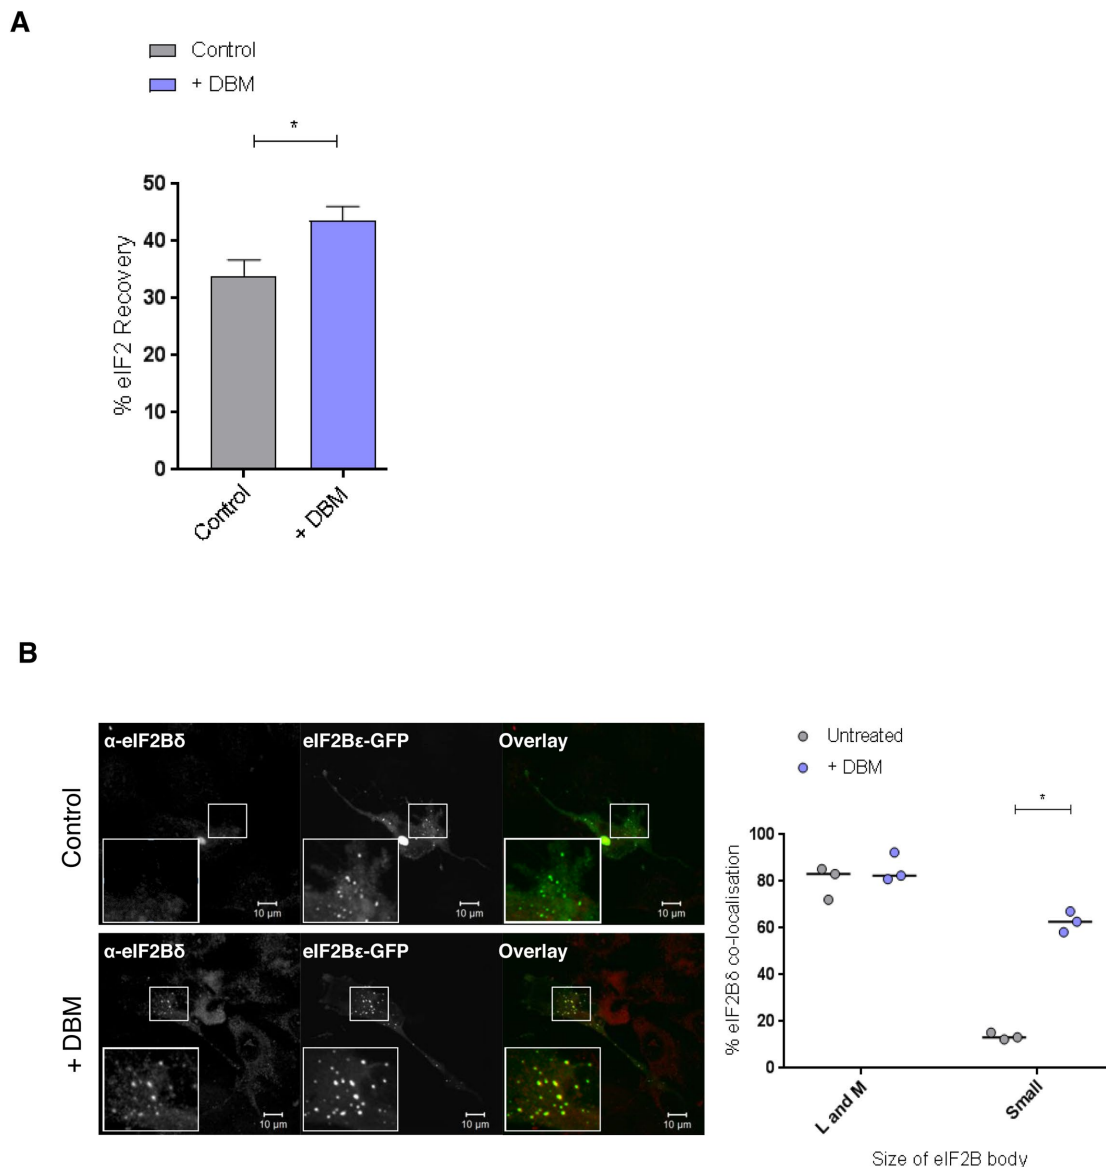 A
Control
+ DBM
*
50
40
30
20
10
0
% eIF2 Recovery
Control
+ DBM
B
Control
α-eIF2Bδ
eIF2Bε-GFP
Overlay
10 µm
10 µm
10 µm
+ DBM
α-eIF2Bδ
eIF2Bε-GFP
Overlay
10 µm
10 µm
10 µm
Untreated
+ DBM
*
100
80
60
40
20
0
% eIF2Bδ co-localisation
L and M
Small
Size of eIF2B body